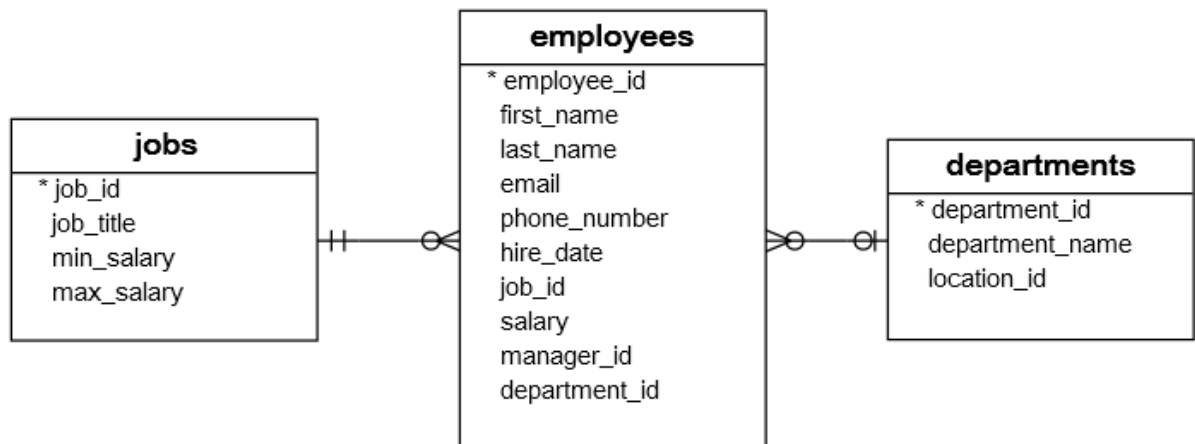 jobs
* job_id
job_title
min_salary
max_salary
employees
* employee_id
first_name
last_name
email
phone_number
hire_date
job_id
salary
manager_id
department_id
departments
* department_id
department_name
location_id